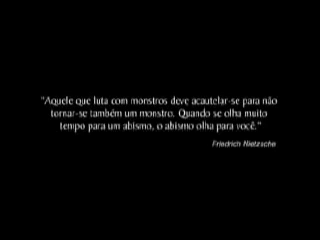 "Aquele que luta com monstros deve acautelar-se para não
tornar-se também um monstro. Quando se olha muito
tempo para um abismo, o abismo olha para você."
Friedrich Nietzsche